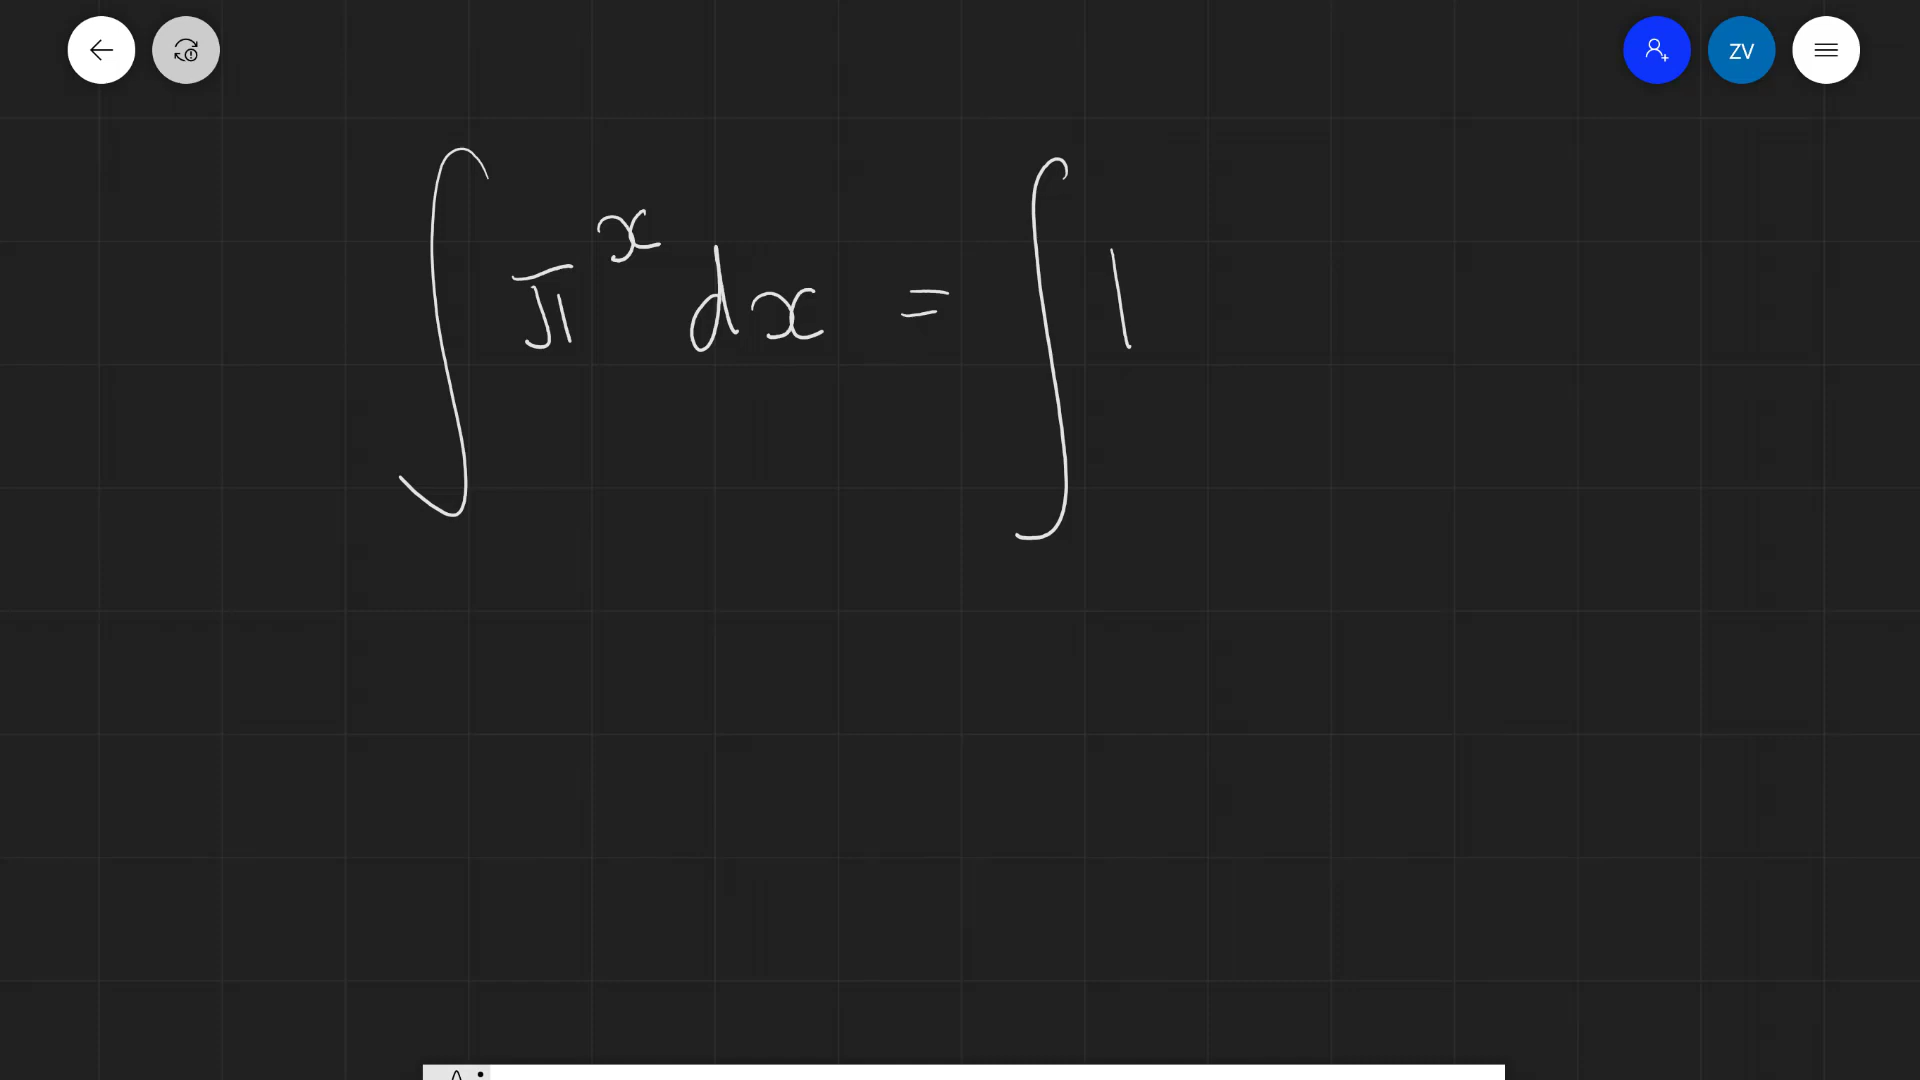 ZV
∫ π^x dx = ∫ 1